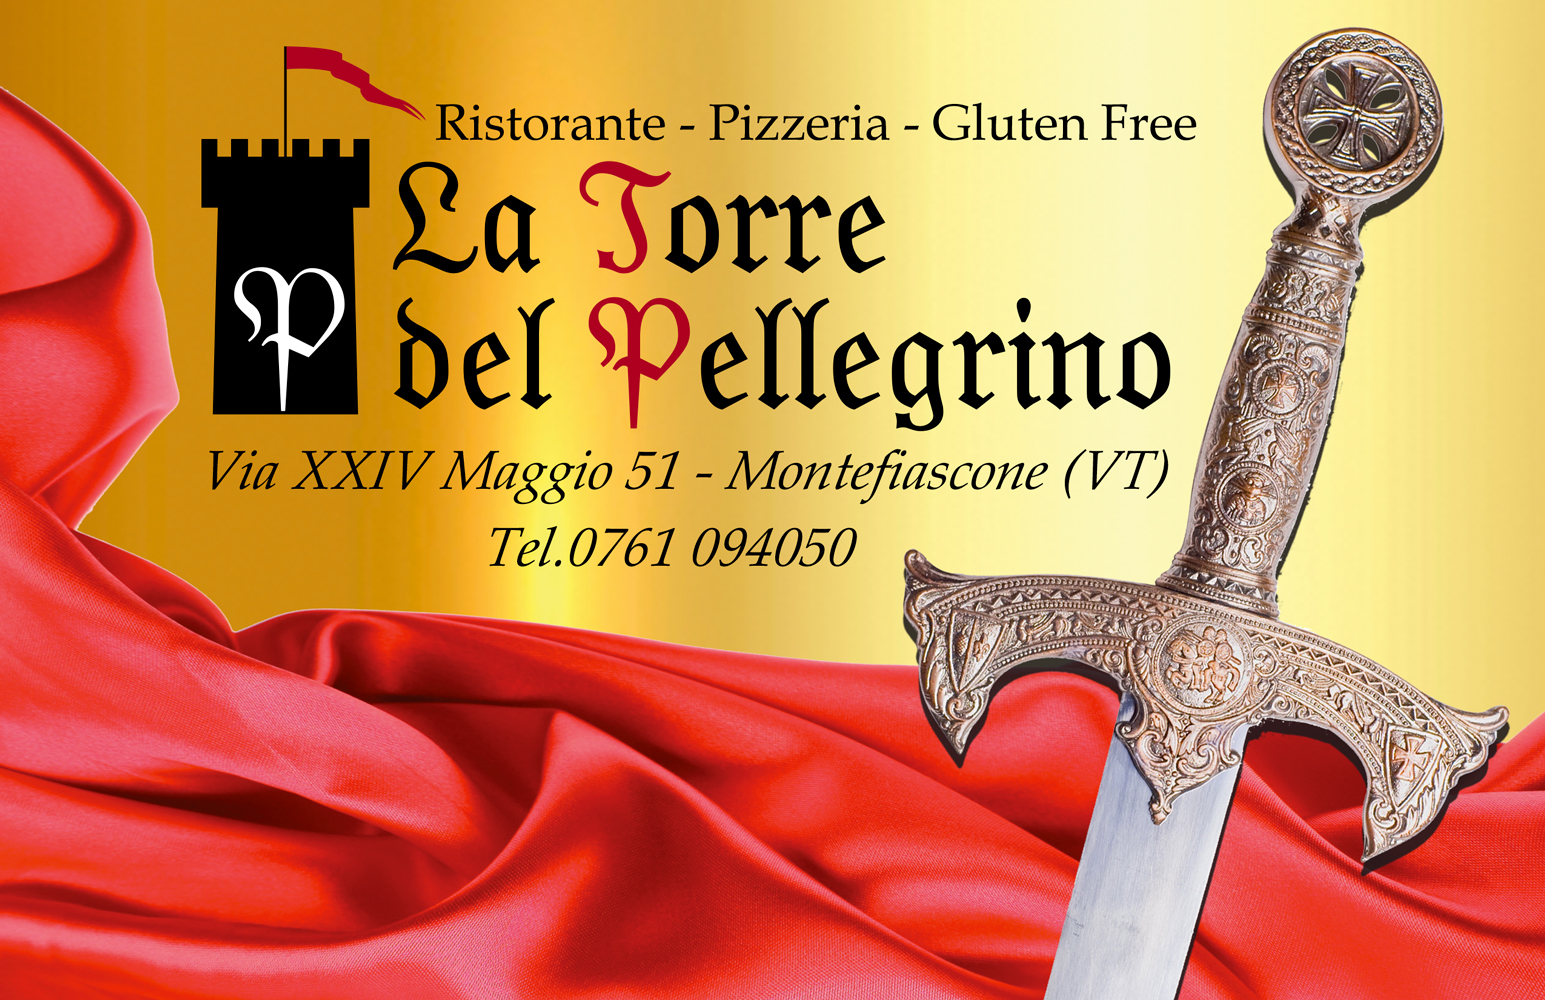 Ristorante - Pizzeria - Gluten Free
La Torre
del Pellegrino
P
Via XXIV Maggio 51 - Montefiascone (VT)
Tel.0761 094050